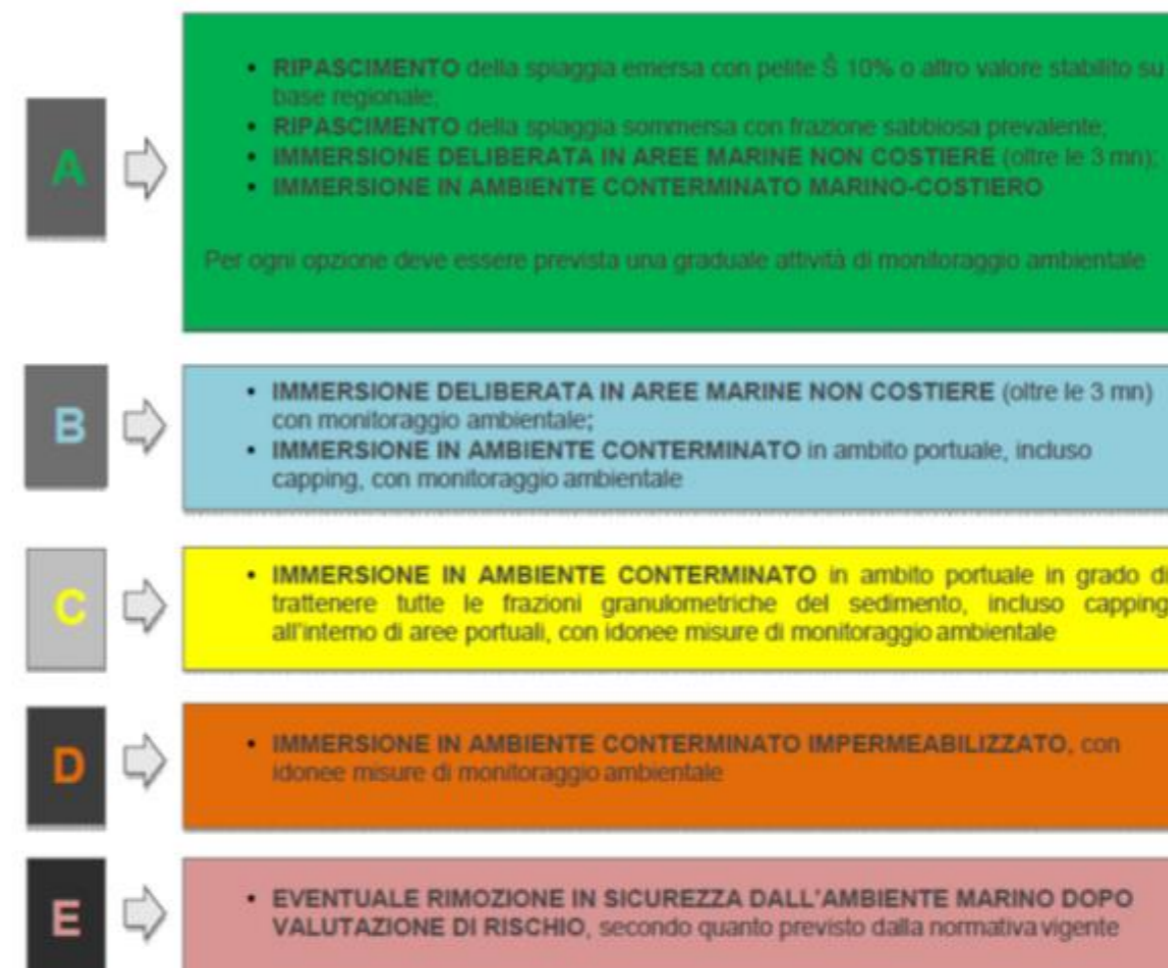 A
• RIPASCIMENTO della spiaggia emersa con pelite Š 10% o altro valore stabilito su
base regionale;
• RIPASCIMENTO della spiaggia sommersa con frazione sabbiosa prevalente;
• IMMERSIONE DELIBERATA IN AREE MARINE NON COSTIERE (oltre le 3 mn);
• IMMERSIONE IN AMBIENTE CONTERMINATO MARINO-COSTIERO
Per ogni opzione deve essere prevista una graduale attività di monitoraggio ambientale
B
• IMMERSIONE DELIBERATA IN AREE MARINE NON COSTIERE (oltre le 3 mn)
con monitoraggio ambientale;
• IMMERSIONE IN AMBIENTE CONTERMINATO in ambito portuale, incluso
capping, con monitoraggio ambientale
C
• IMMERSIONE IN AMBIENTE CONTERMINATO in ambito portuale in grado di
trattenere tutte le frazioni granulometriche del sedimento, incluso capping
all'interno di aree portuali, con idonee misure di monitoraggio ambientale
D
• IMMERSIONE IN AMBIENTE CONTERMINATO IMPERMEABILIZZATO, con
idonee misure di monitoraggio ambientale
E
• EVENTUALE RIMOZIONE IN SICUREZZA DALL'AMBIENTE MARINO DOPO
VALUTAZIONE DI RISCHIO, secondo quanto previsto dalla normativa vigente